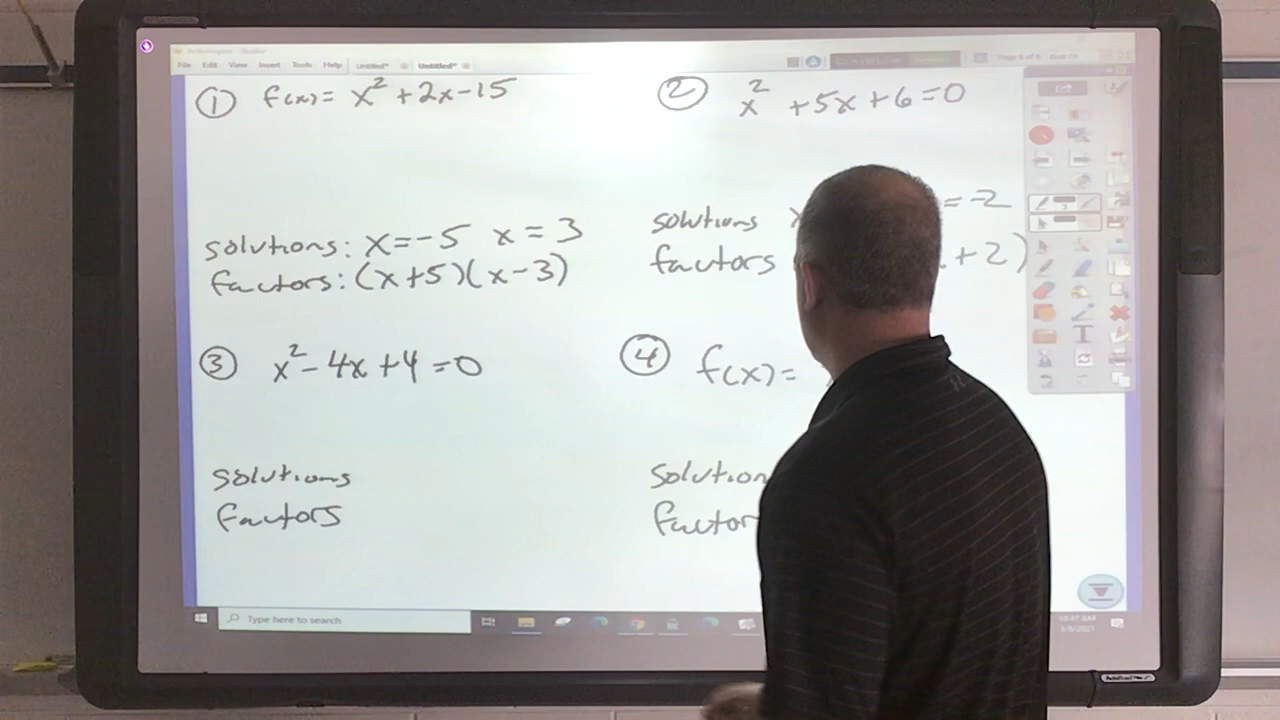 File Edit View Insert Tools Help Untitled* Untitled*
① f(x)= x² +2x-15
solutions: x=-5 x=3
factors: (x+5)(x-3)
② x² +5x+6=0
solutions =-2
factors +2)
③ x²-4x+4=0
solutions
factors
④ f(x)=
solution
factor
Type here to search